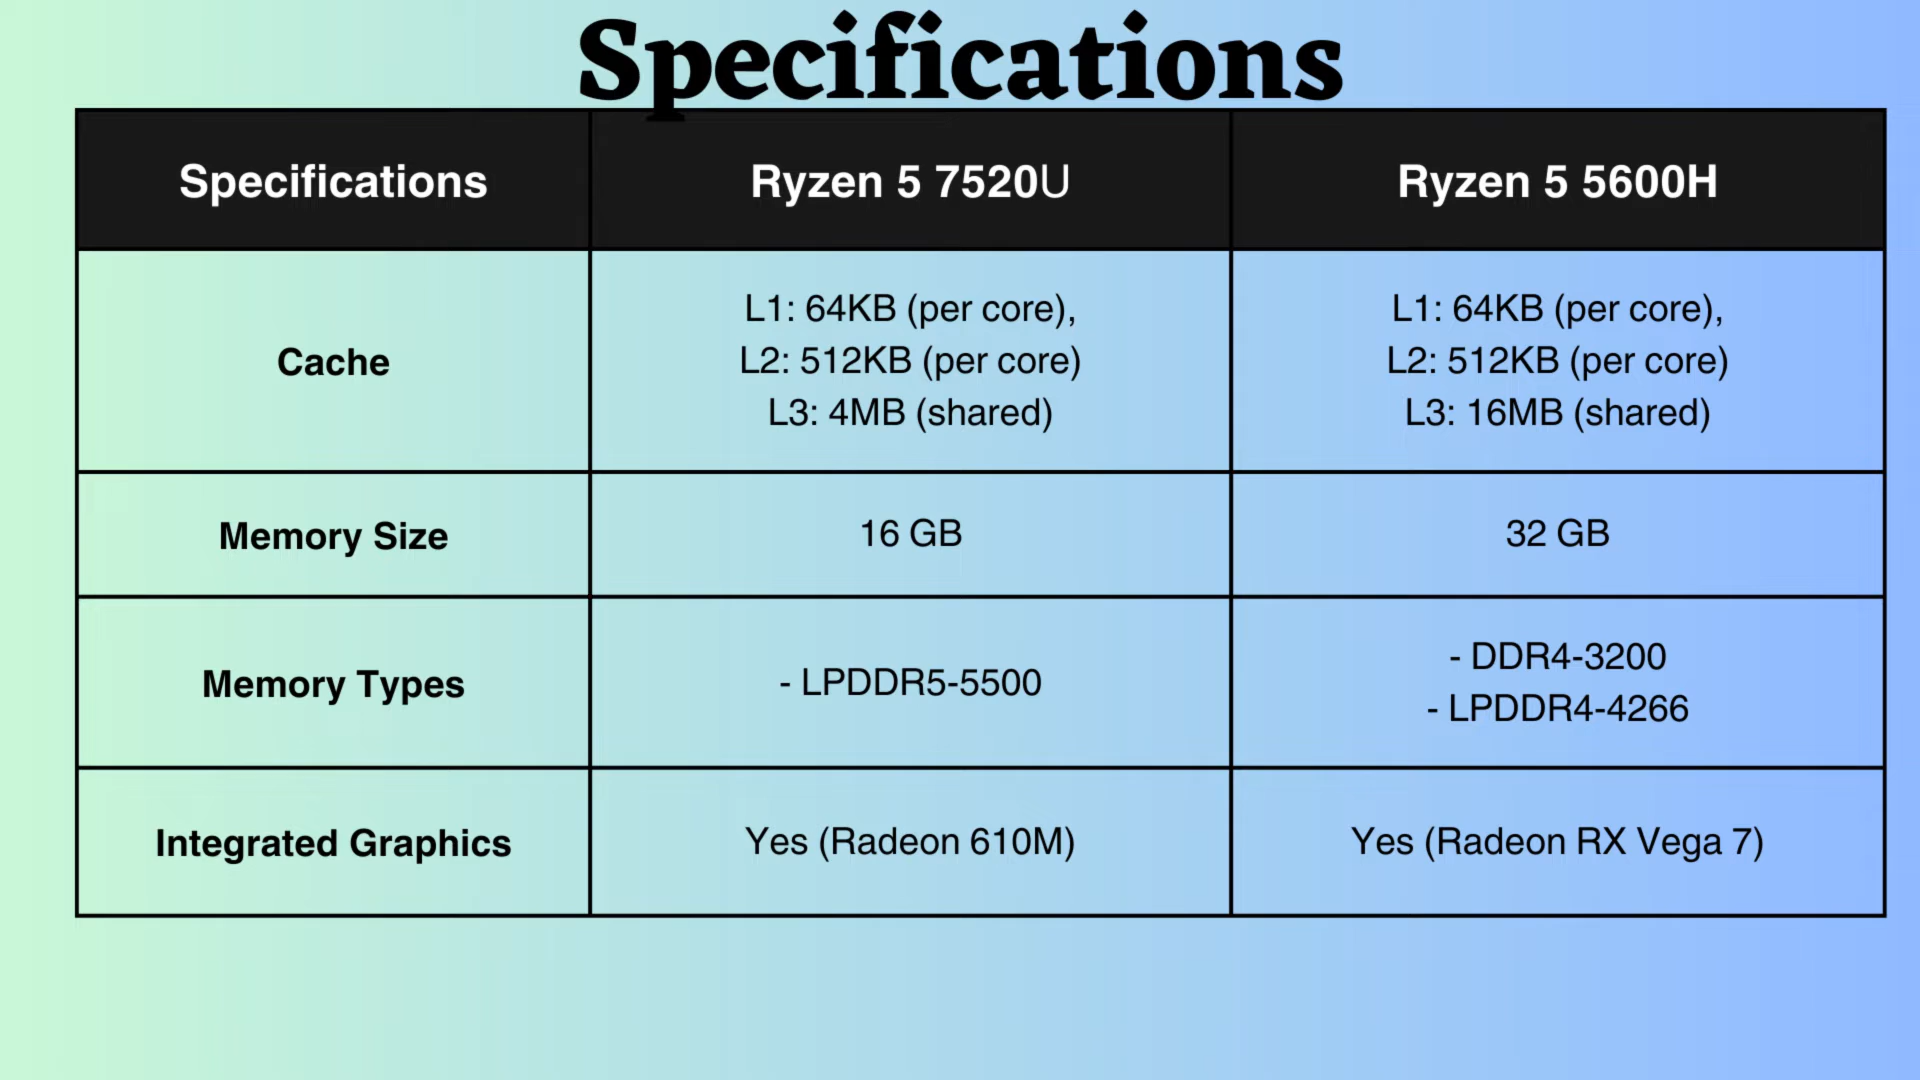 Specifications
Specifications Ryzen 5 7520U Ryzen 5 5600H
Cache
L1: 64KB (per core),
L2: 512KB (per core)
L3: 4MB (shared)
L1: 64KB (per core),
L2: 512KB (per core)
L3: 16MB (shared)
Memory Size 16 GB 32 GB
Memory Types
- LPDDR5-5500
- DDR4-3200
- LPDDR4-4266
Integrated Graphics Yes (Radeon 610M) Yes (Radeon RX Vega 7)